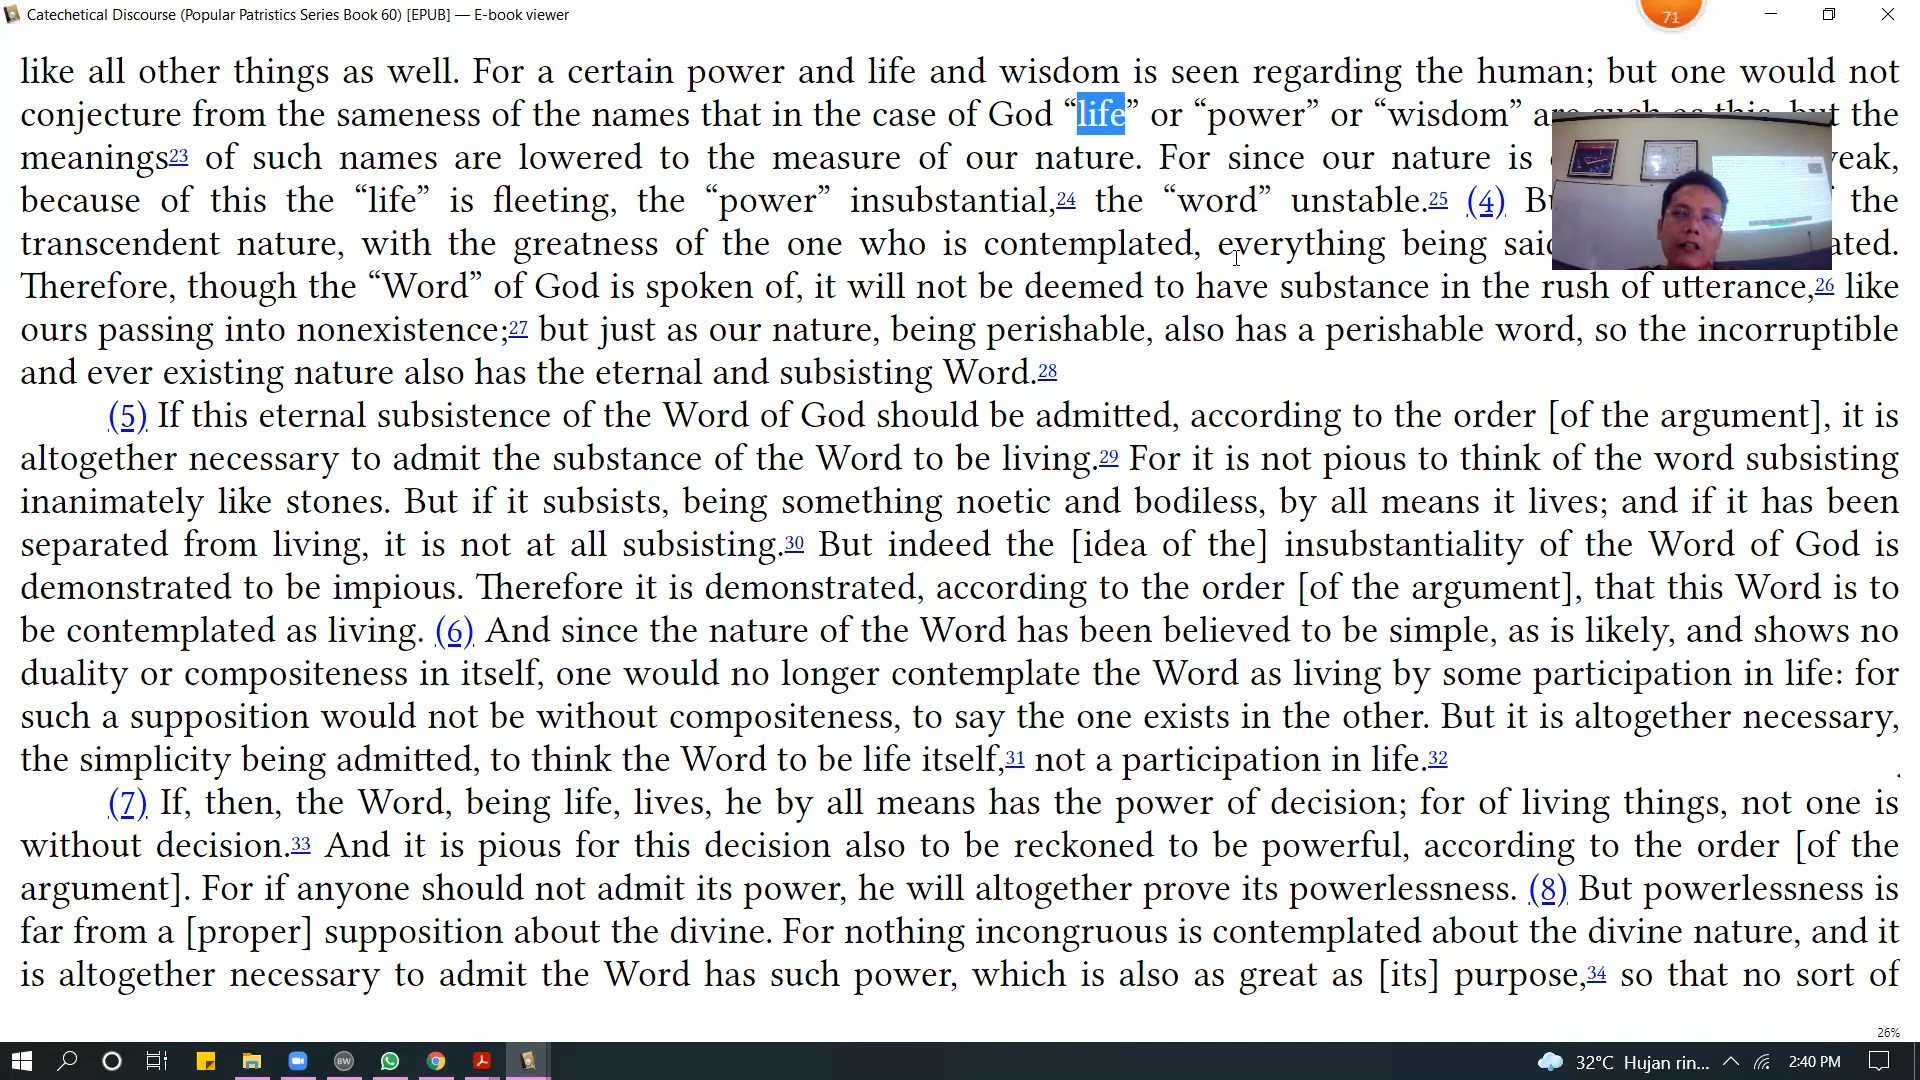 Catechetical Discourse (Popular Patristics Series Book 60) [EPUB] — E-book viewer
71
like all other things as well. For a certain power and life and wisdom is seen regarding the human; but one would not
conjecture from the sameness of the names that in the case of God “life” or “power” or “wisdom” are such as this, but the
meanings23 of such names are lowered to the measure of our nature. For since our nature is weak,
because of this the “life” is fleeting, the “power” insubstantial,24 the “word” unstable.25 (4) the
transcendent nature, with the greatness of the one who is contemplated, everything being
Therefore, though the “Word” of God is spoken of, it will not be deemed to have substance in the rush of utterance,26 like
ours passing into nonexistence;27 but just as our nature, being perishable, also has a perishable word, so the incorruptible
and ever existing nature also has the eternal and subsisting Word.28
(5) If this eternal subsistence of the Word of God should be admitted, according to the order [of the argument], it is
altogether necessary to admit the substance of the Word to be living.29 For it is not pious to think of the word subsisting
inanimately like stones. But if it subsists, being something noetic and bodiless, by all means it lives; and if it has been
separated from living, it is not at all subsisting.30 But indeed the [idea of the] insubstantiality of the Word of God is
demonstrated to be impious. Therefore it is demonstrated, according to the order [of the argument], that this Word is to
be contemplated as living. (6) And since the nature of the Word has been believed to be simple, as is likely, and shows no
duality or compositeness in itself, one would no longer contemplate the Word as living by some participation in life: for
such a supposition would not be without compositeness, to say the one exists in the other. But it is altogether necessary,
the simplicity being admitted, to think the Word to be life itself,31 not a participation in life.32
(7) If, then, the Word, being life, lives, he by all means has the power of decision; for of living things, not one is
without decision.33 And it is pious for this decision also to be reckoned to be powerful, according to the order [of the
argument]. For if anyone should not admit its power, he will altogether prove its powerlessness. (8) But powerlessness is
far from a [proper] supposition about the divine. For nothing incongruous is contemplated about the divine nature, and it
is altogether necessary to admit the Word has such power, which is also as great as [its] purpose,34 so that no sort of
26%
BW
32°C Hujan rin...
2:40 PM